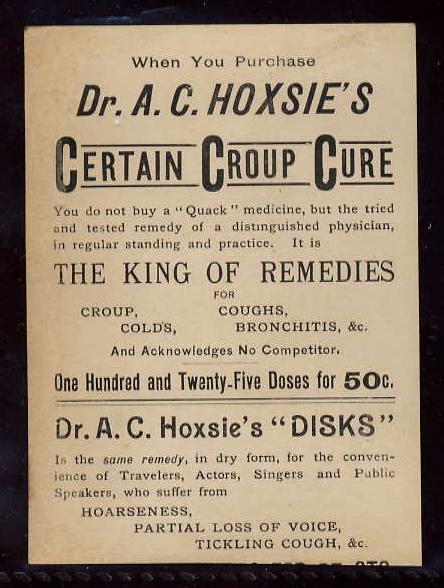 When You Purchase
Dr. A. C. HOXSIE'S
CERTAIN CROUP CURE
You do not buy a "Quack" medicine, but the tried
and tested remedy of a distinguished physician,
in regular standing and practice. It is
THE KING OF REMEDIES
FOR
CROUP, COUGHS,
COLDS, BRONCHITIS, &c.
And Acknowledges No Competitor.
One Hundred and Twenty-Five Doses for 50c.
Dr. A. C. Hoxsie's "DISKS"
Is the same remedy, in dry form, for the conven-
ience of Travelers, Actors, Singers and Public
Speakers, who suffer from
HOARSENESS,
PARTIAL LOSS OF VOICE,
TICKLING COUGH, &c.